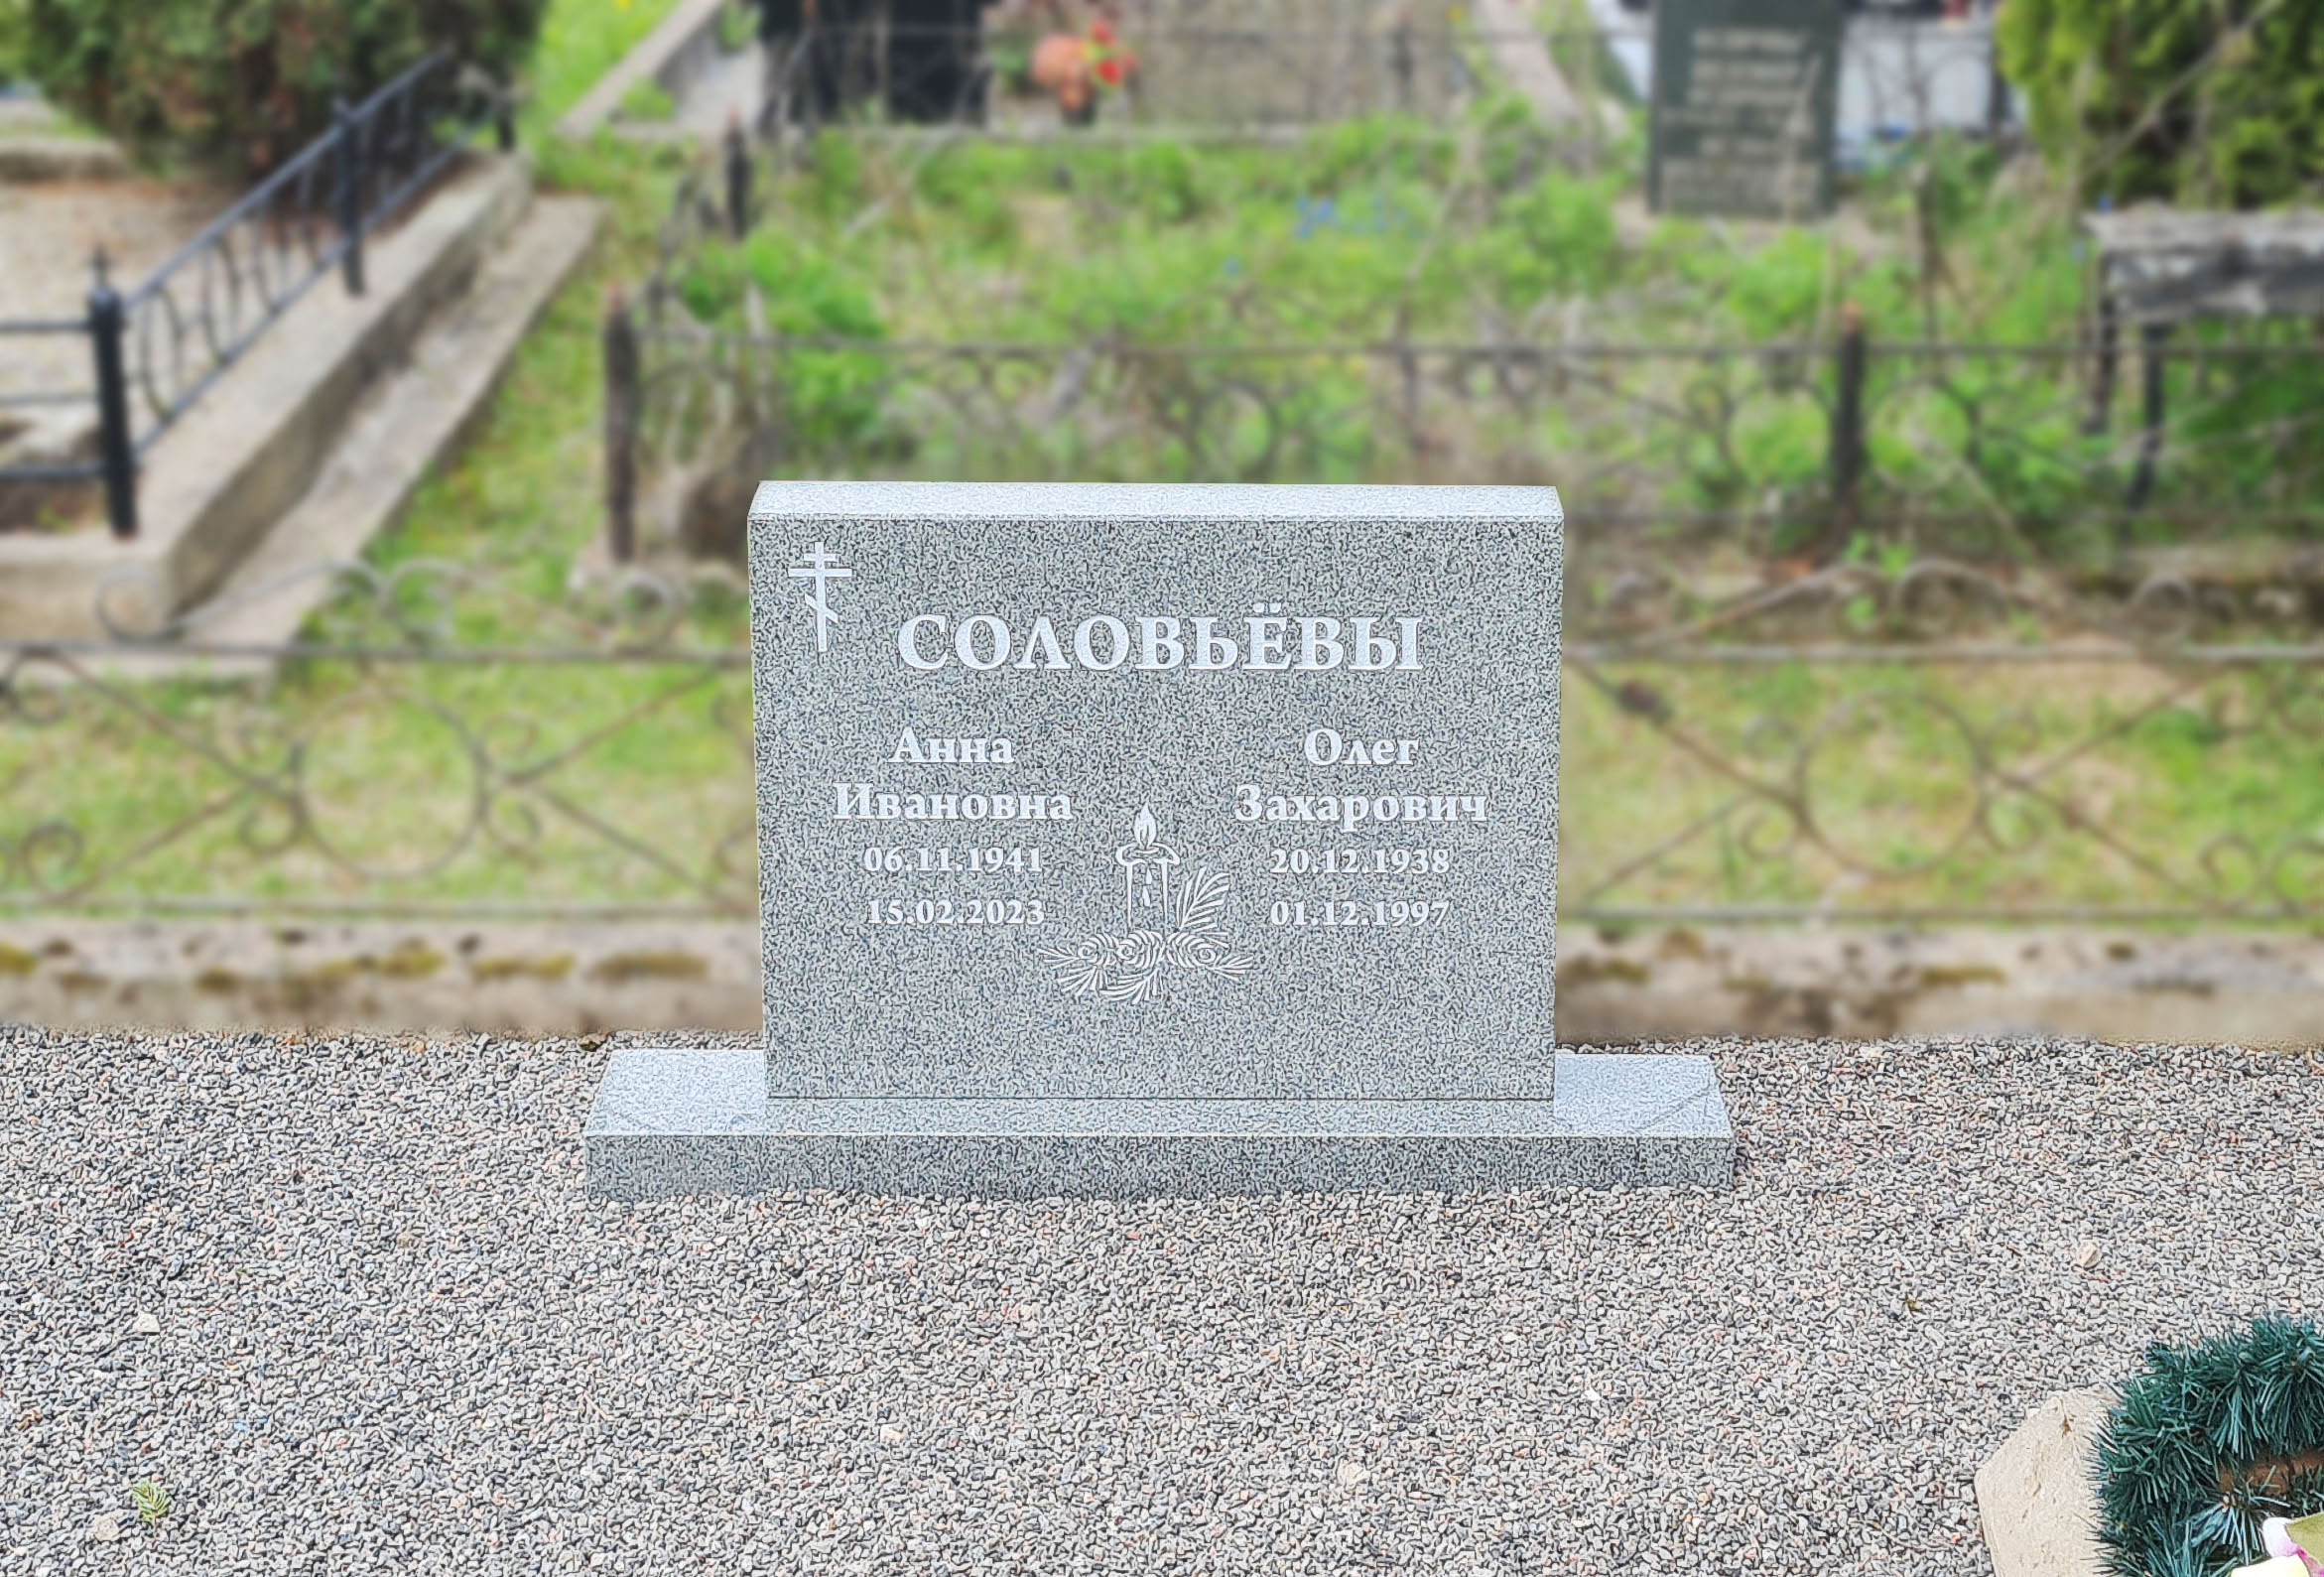 СОЛОВЬЁВЫ
Анна
Ивановна
06.11.1941
15.02.2023
Олег
Захарович
20.12.1938
01.12.1997